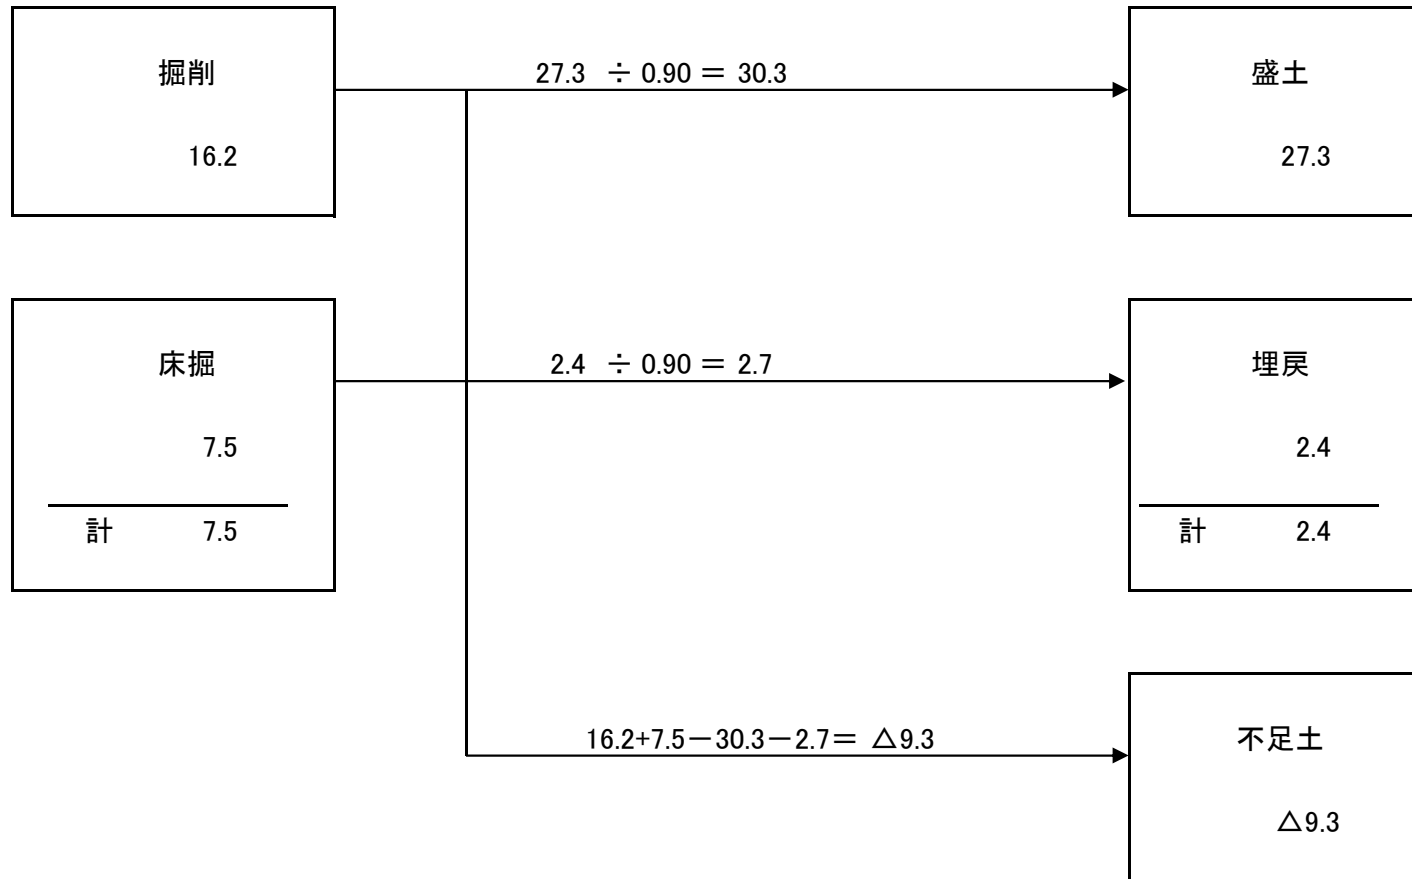 掘削
16.2
27.3 ÷ 0.90 ＝ 30.3
盛土
27.3
床掘
7.5
計 7.5
2.4 ÷ 0.90 ＝ 2.7
埋戻
2.4
計 2.4
16.2+7.5－30.3－2.7＝ △9.3
不足土
△9.3